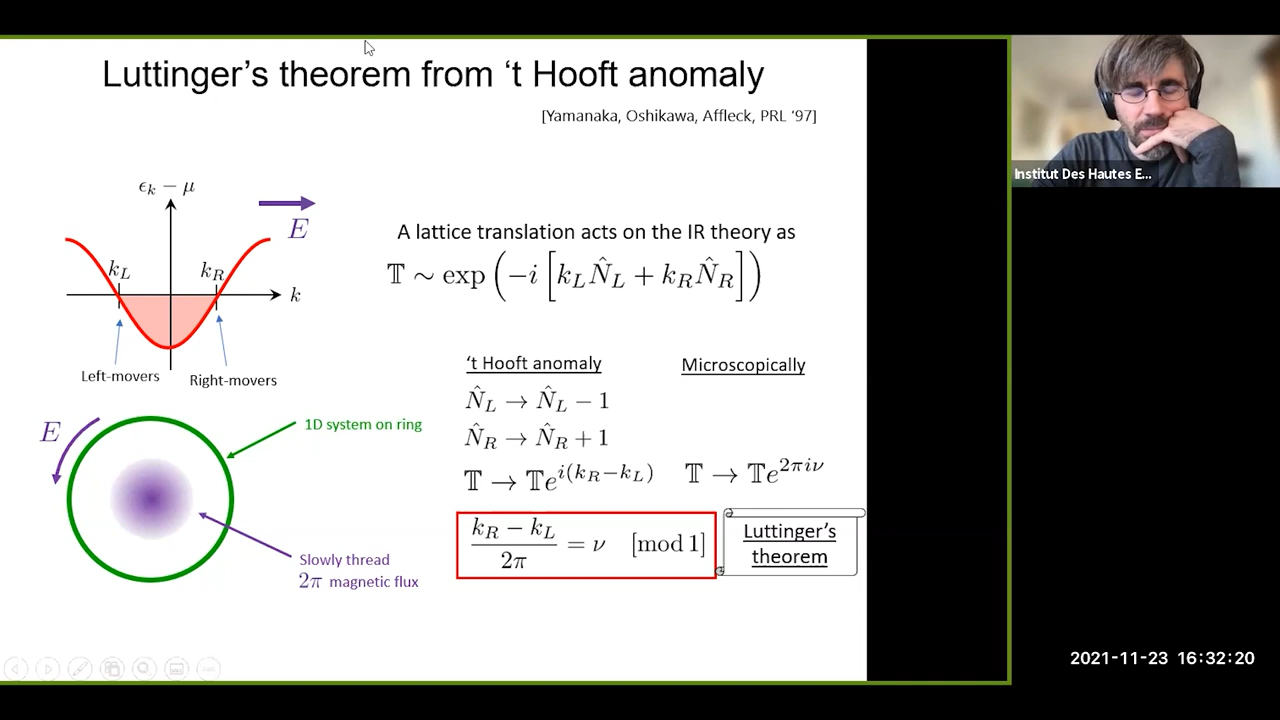 Luttinger's theorem from 't Hooft anomaly
[Yamanaka, Oshikawa, Affleck, PRL '97]
ϵ_k − μ
E
k_L
k_R
k
Left-movers
Right-movers
A lattice translation acts on the IR theory as
𝕋 ∼ exp(−i[k_L N̂_L + k_R N̂_R])
't Hooft anomaly
Microscopically
N̂_L → N̂_L − 1
N̂_R → N̂_R + 1
𝕋 → 𝕋e^{i(k_R−k_L)}
𝕋 → 𝕋e^{2πiν}
(k_R − k_L)/2π = ν [mod 1]
Luttinger's
theorem
E
1D system on ring
Slowly thread
2π magnetic flux
Institut Des Hautes E...
2021-11-23 16:32:20